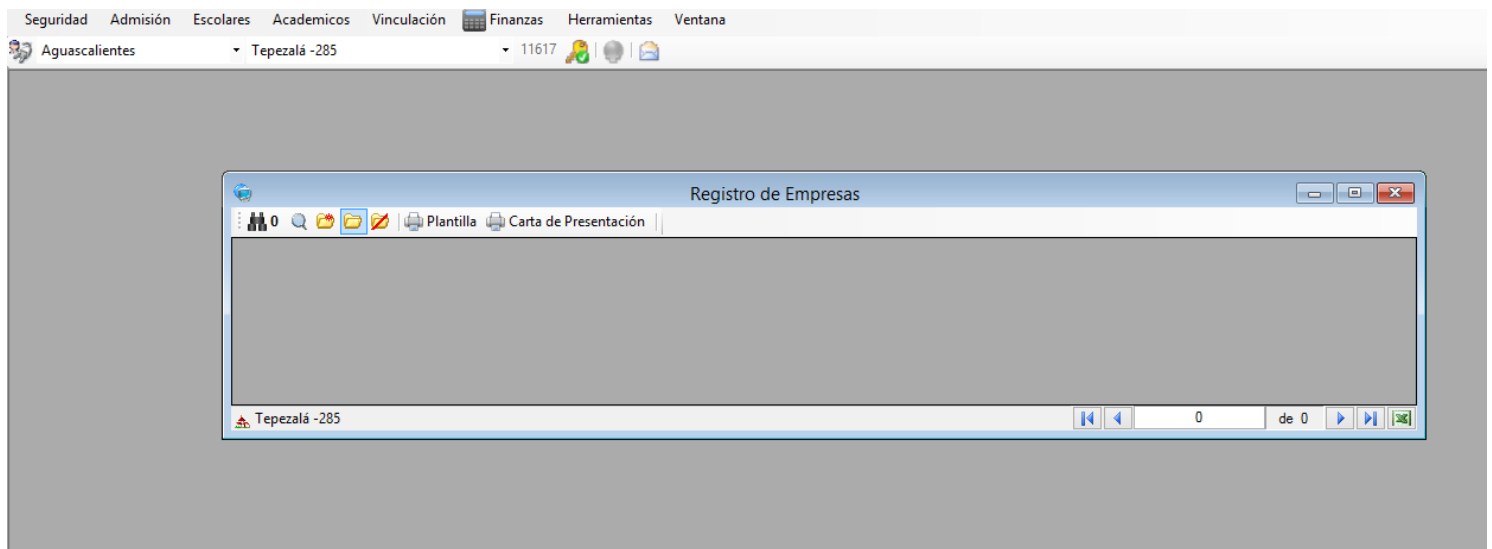 Seguridad Admisión Escolares Academicos Vinculación Finanzas Herramientas Ventana
Aguascalientes Tepezalá -285 11617
Registro de Empresas
0 Plantilla Carta de Presentación
Tepezalá -285 0 de 0